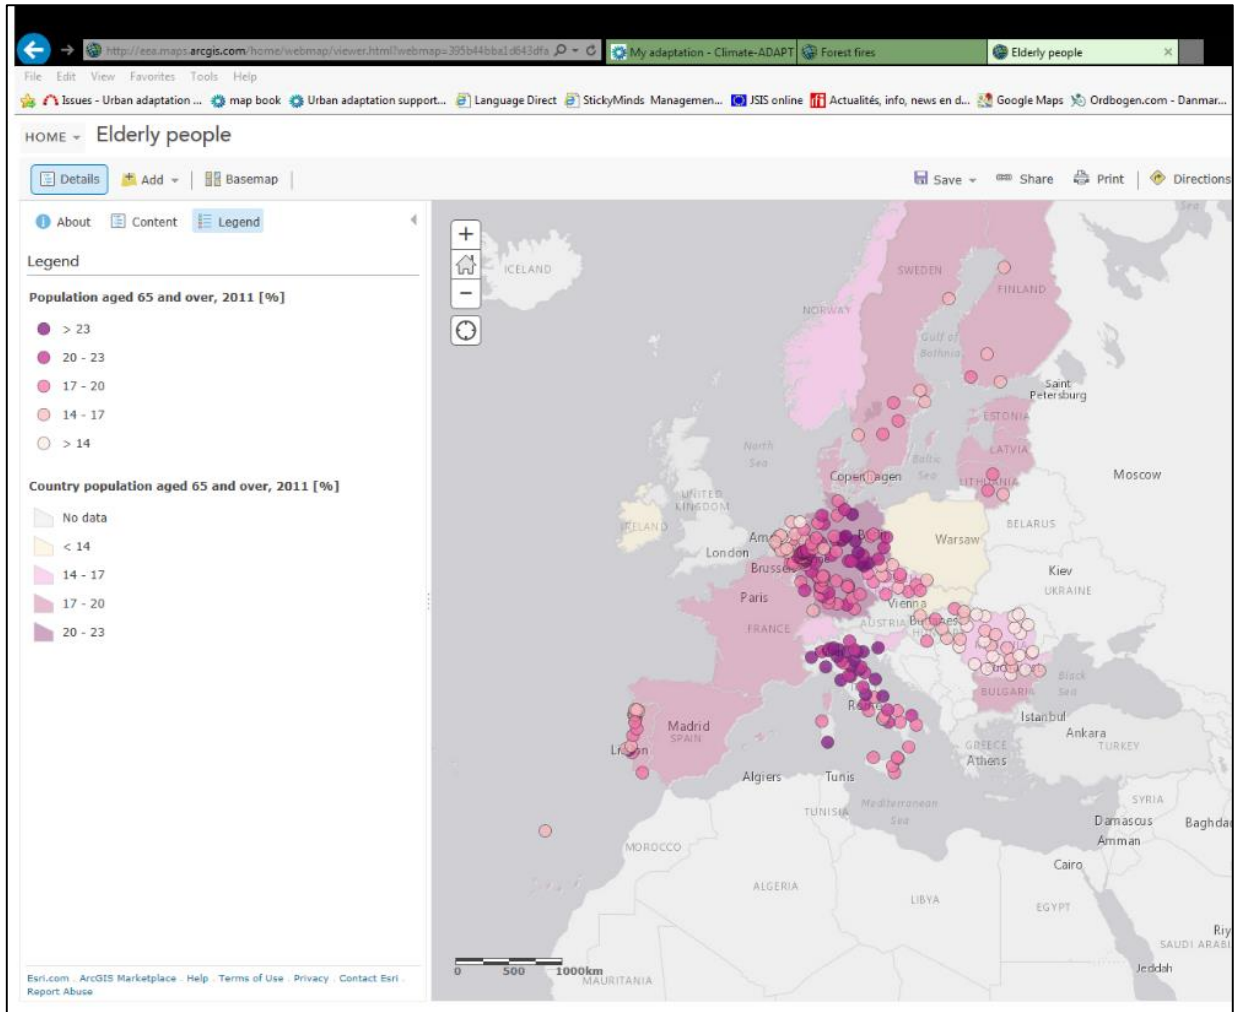 http://eea.maps.arcgis.com/home/webmap/viewer.html?webmap=395b44bba1d643dfa
My adaptation - Climate-ADAPT
Forest fires
Elderly people
File Edit View Favorites Tools Help
Issues - Urban adaptation ... map book Urban adaptation support... Language Direct StickyMinds Managemen... JSIS online Actualités, info, news en d... Google Maps Ordbogen.com - Danmar...
HOME Elderly people
Details Add Basemap Save Share Print Directions
About Content Legend
Legend
Population aged 65 and over, 2011 [%]
> 23
20 - 23
17 - 20
14 - 17
> 14
Country population aged 65 and over, 2011 [%]
No data
< 14
14 - 17
17 - 20
20 - 23
Esri.com . ArcGIS Marketplace . Help . Terms of Use . Privacy . Contact Esri .
Report Abuse
+
−
Sea
ICELAND
SWEDEN
FINLAND
NORWAY
Gulf of
Bothnia
Saint
Petersburg
ESTONIA
North
Sea
LATVIA
Baltic
Sea
Copenhagen
LITHUANIA
Moscow
UNITED
KINGDOM
IRELAND
BELARUS
Warsaw
London
Brussels
Kiev
UKRAINE
Paris
Vienna
FRANCE
AUSTRIA
Black
Sea
BULGARIA
Istanbul
Madrid
SPAIN
Ankara
TURKEY
GREECE
Athens
Algiers
Tunis
SYRIA
Mediterranean
Sea
TUNISIA
Damascus
Baghda
Amman
MOROCCO
Cairo
ALGERIA
LIBYA
EGYPT
Riy
SAUDI ARABI
Jeddah
0 500 1000km
MAURITANIA